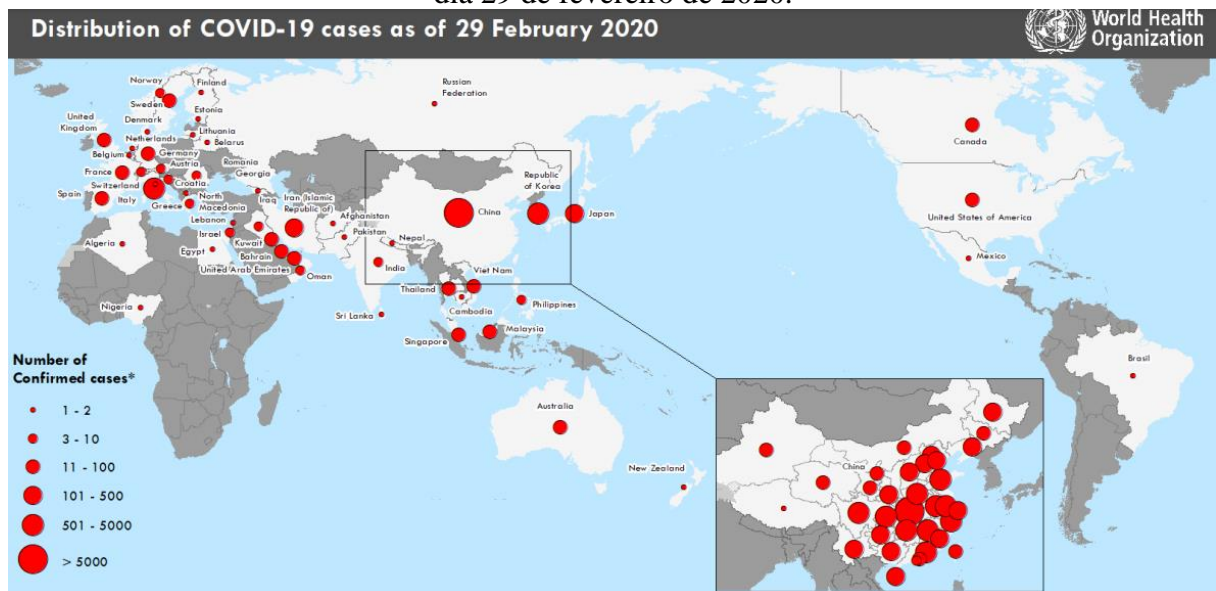 dia 29 de fevereiro de 2020.
Distribution of COVID-19 cases as of 29 February 2020
World Health
Organization
Norway
Finland
Russian
Federation
Sweden
Estonia
United
Kingdom
Denmark
Lithuania
Netherlands
Belarus
Belgium
Germany
Canada
France
Austria
Romania
Georgia
Republic
of Korea
Switzerland
Croatia
Spain
Italy
North
Macedonia
Iraq
Iran (Islamic
Republic of)
China
Japan
United States of America
Greece
Lebanon
Afghanistan
Israel
Pakistan
Nepal
Algeria
Kuwait
Egypt
Bahrain
Mexico
United Arab Emirates
Oman
India
Viet Nam
Thailand
Nigeria
Philippines
Sri Lanka
Cambodia
Malaysia
Singapore
Brasil
Number of
Confirmed cases*
1 - 2
3 - 10
11 - 100
101 - 500
501 - 5000
> 5000
Australia
New Zealand
China